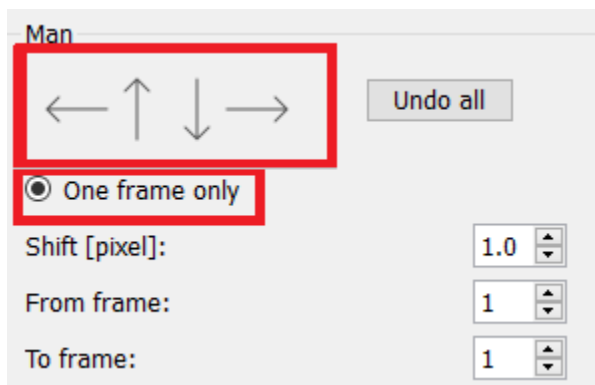 Man
Undo all
One frame only
Shift [pixel]: 1.0
From frame: 1
To frame: 1